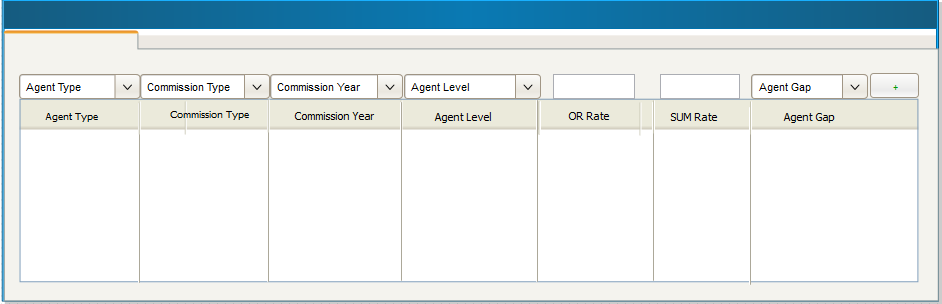 Agent Type Commission Type Commission Year Agent Level Agent Gap +
Agent Type Commission Type Commission Year Agent Level OR Rate SUM Rate Agent Gap